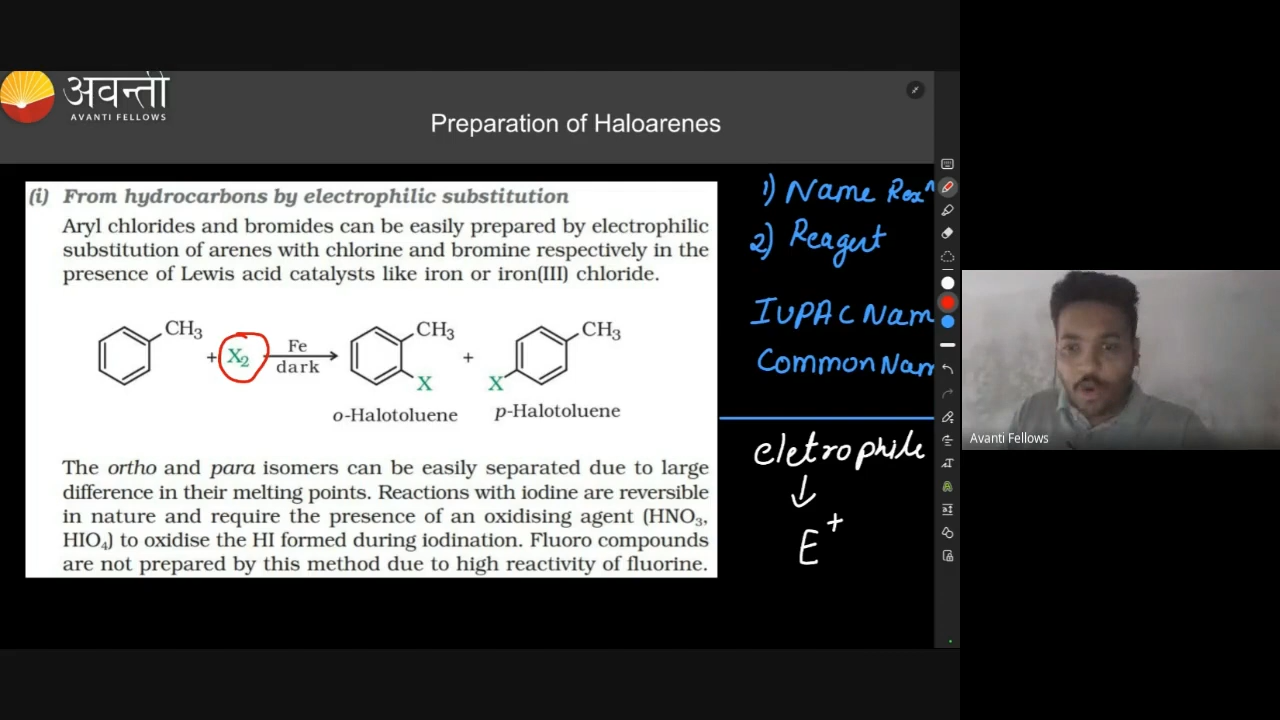 अवन्ती
AVANTI FELLOWS
Preparation of Haloarenes
(i) From hydrocarbons by electrophilic substitution
Aryl chlorides and bromides can be easily prepared by electrophilic
substitution of arenes with chlorine and bromine respectively in the
presence of Lewis acid catalysts like iron or iron(III) chloride.
CH₃ + X₂ Fe dark CH₃ X + CH₃ X
o-Halotoluene p-Halotoluene
The ortho and para isomers can be easily separated due to large
difference in their melting points. Reactions with iodine are reversible
in nature and require the presence of an oxidising agent (HNO₃,
HIO₄) to oxidise the HI formed during iodination. Fluoro compounds
are not prepared by this method due to high reactivity of fluorine.
1) Name Rexⁿ
2) Reagent
IUPAC Nam
Common Nam
eletrophile
↓
E⁺
Avanti Fellows